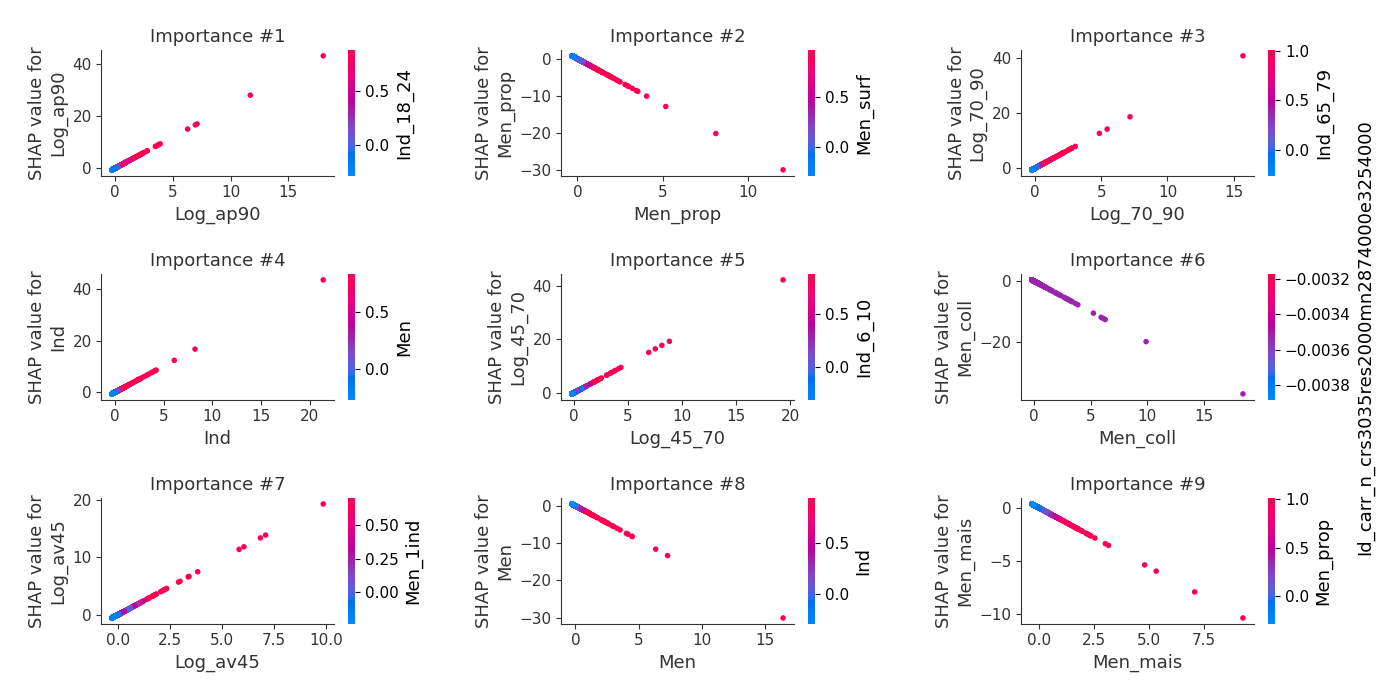 Importance #1
SHAP value for
Log_ap90
40
20
0
0
5
10
15
Log_ap90
0.5
0.0
Ind_18_24
Importance #2
SHAP value for
Men_prop
0
−10
−20
−30
0
5
10
Men_prop
0.5
0.0
Men_surf
Importance #3
SHAP value for
Log_70_90
40
20
0
0
5
10
15
Log_70_90
1.0
0.5
0.0
Ind_65_79
Importance #4
SHAP value for
Ind
40
20
0
0
5
10
15
20
Ind
0.5
0.0
Men
Importance #5
SHAP value for
Log_45_70
40
20
0
0
5
10
15
20
Log_45_70
0.5
0.0
Ind_6_10
Importance #6
SHAP value for
Men_coll
0
−20
0
5
10
15
Men_coll
−0.0032
−0.0034
−0.0036
−0.0038
Id_carr_n_crs3035res2000mn2874000e3254000
Importance #7
SHAP value for
Log_av45
20
10
0
0.0
2.5
5.0
7.5
10.0
Log_av45
0.50
0.25
0.00
Men_1ind
Importance #8
SHAP value for
Men
0
−10
−20
−30
0
5
10
15
Men
0.5
0.0
Ind
Importance #9
SHAP value for
Men_mais
0
−5
−10
0.0
2.5
5.0
7.5
Men_mais
1.0
0.5
0.0
Men_prop